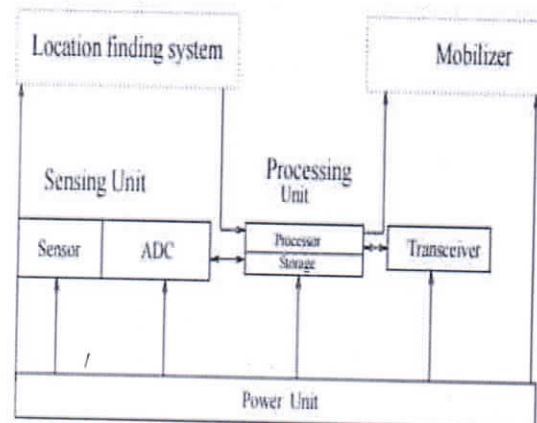 Location finding system
Mobilizer
Sensing Unit
Processing
Unit
Sensor
ADC
Processor
Storage
Transceiver
Power Unit